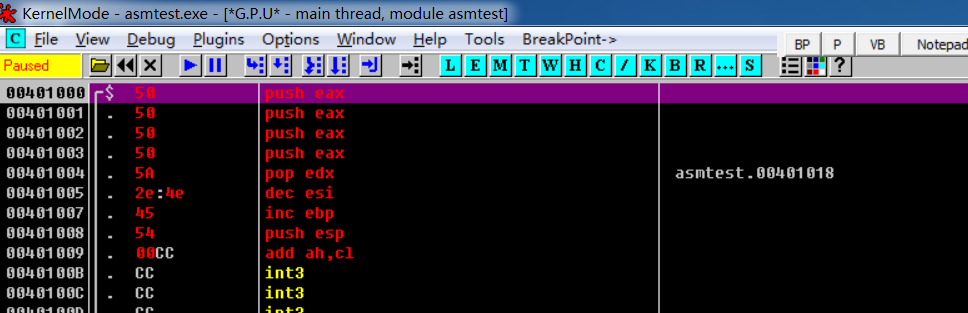 KernelMode - asmtest.exe - [*G.P.U* - main thread, module asmtest]
C File View Debug Plugins Options Window Help Tools BreakPoint-> BP P VB Notepad
Paused L E M T W H C / K B R ... S ?
00401000 $ 50 push eax
00401001 . 50 push eax
00401002 . 50 push eax
00401003 . 50 push eax
00401004 . 5A pop edx asmtest.00401018
00401005 . 2e:4e dec esi
00401007 . 45 inc ebp
00401008 . 54 push esp
00401009 . 00CC add ah,cl
0040100B . CC int3
0040100C . CC int3
0040100D . CC int3